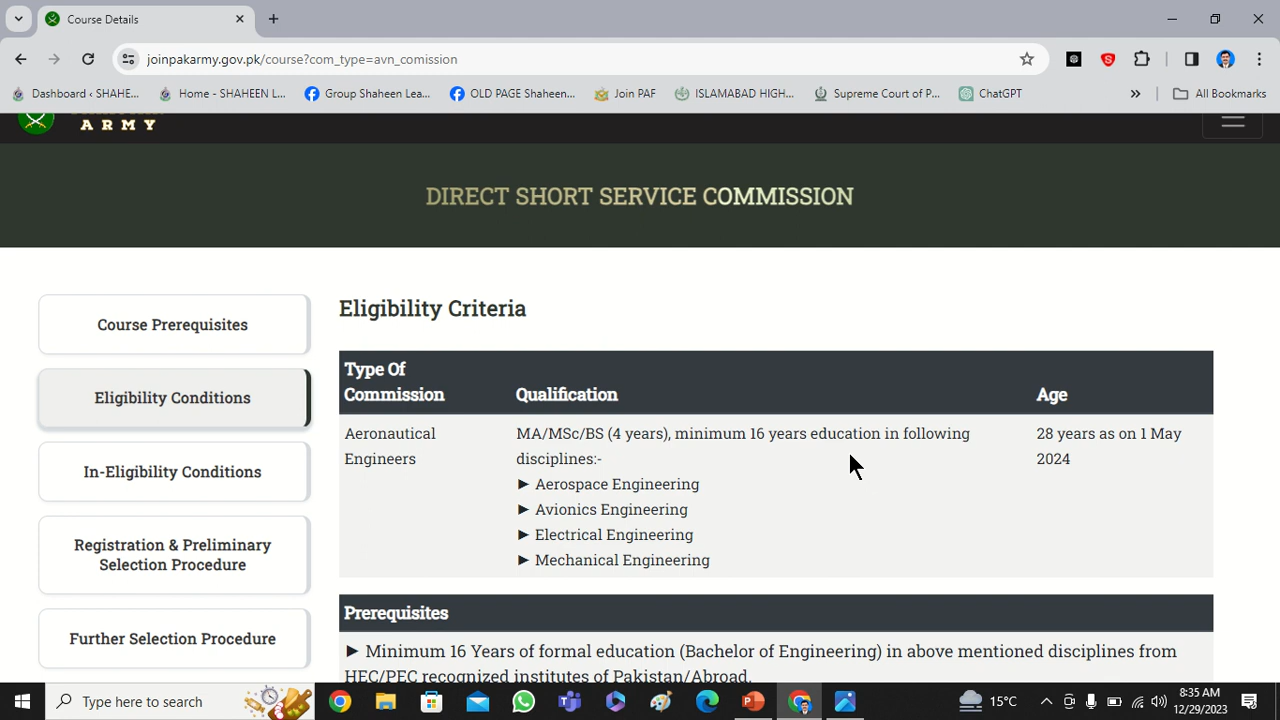 Course Details
joinpakarmy.gov.pk/course?com_type=avn_comission
Dashboard ‹ SHAHE...
Home - SHAHEEN L...
Group Shaheen Lea...
OLD PAGE Shaheen...
Join PAF
ISLAMABAD HIGH...
Supreme Court of P...
ChatGPT
»
All Bookmarks
ARMY
DIRECT SHORT SERVICE COMMISSION
Course Prerequisites
Eligibility Conditions
In-Eligibility Conditions
Registration & Preliminary
Selection Procedure
Further Selection Procedure
Eligibility Criteria
Type Of
Commission Qualification Age
Aeronautical MA/MSc/BS (4 years), minimum 16 years education in following 28 years as on 1 May
Engineers disciplines:- 2024
► Aerospace Engineering
► Avionics Engineering
► Electrical Engineering
► Mechanical Engineering
Prerequisites
► Minimum 16 Years of formal education (Bachelor of Engineering) in above mentioned disciplines from
HEC/PEC recognized institutes of Pakistan/Abroad.
Type here to search
15°C
8:35 AM
12/29/2023